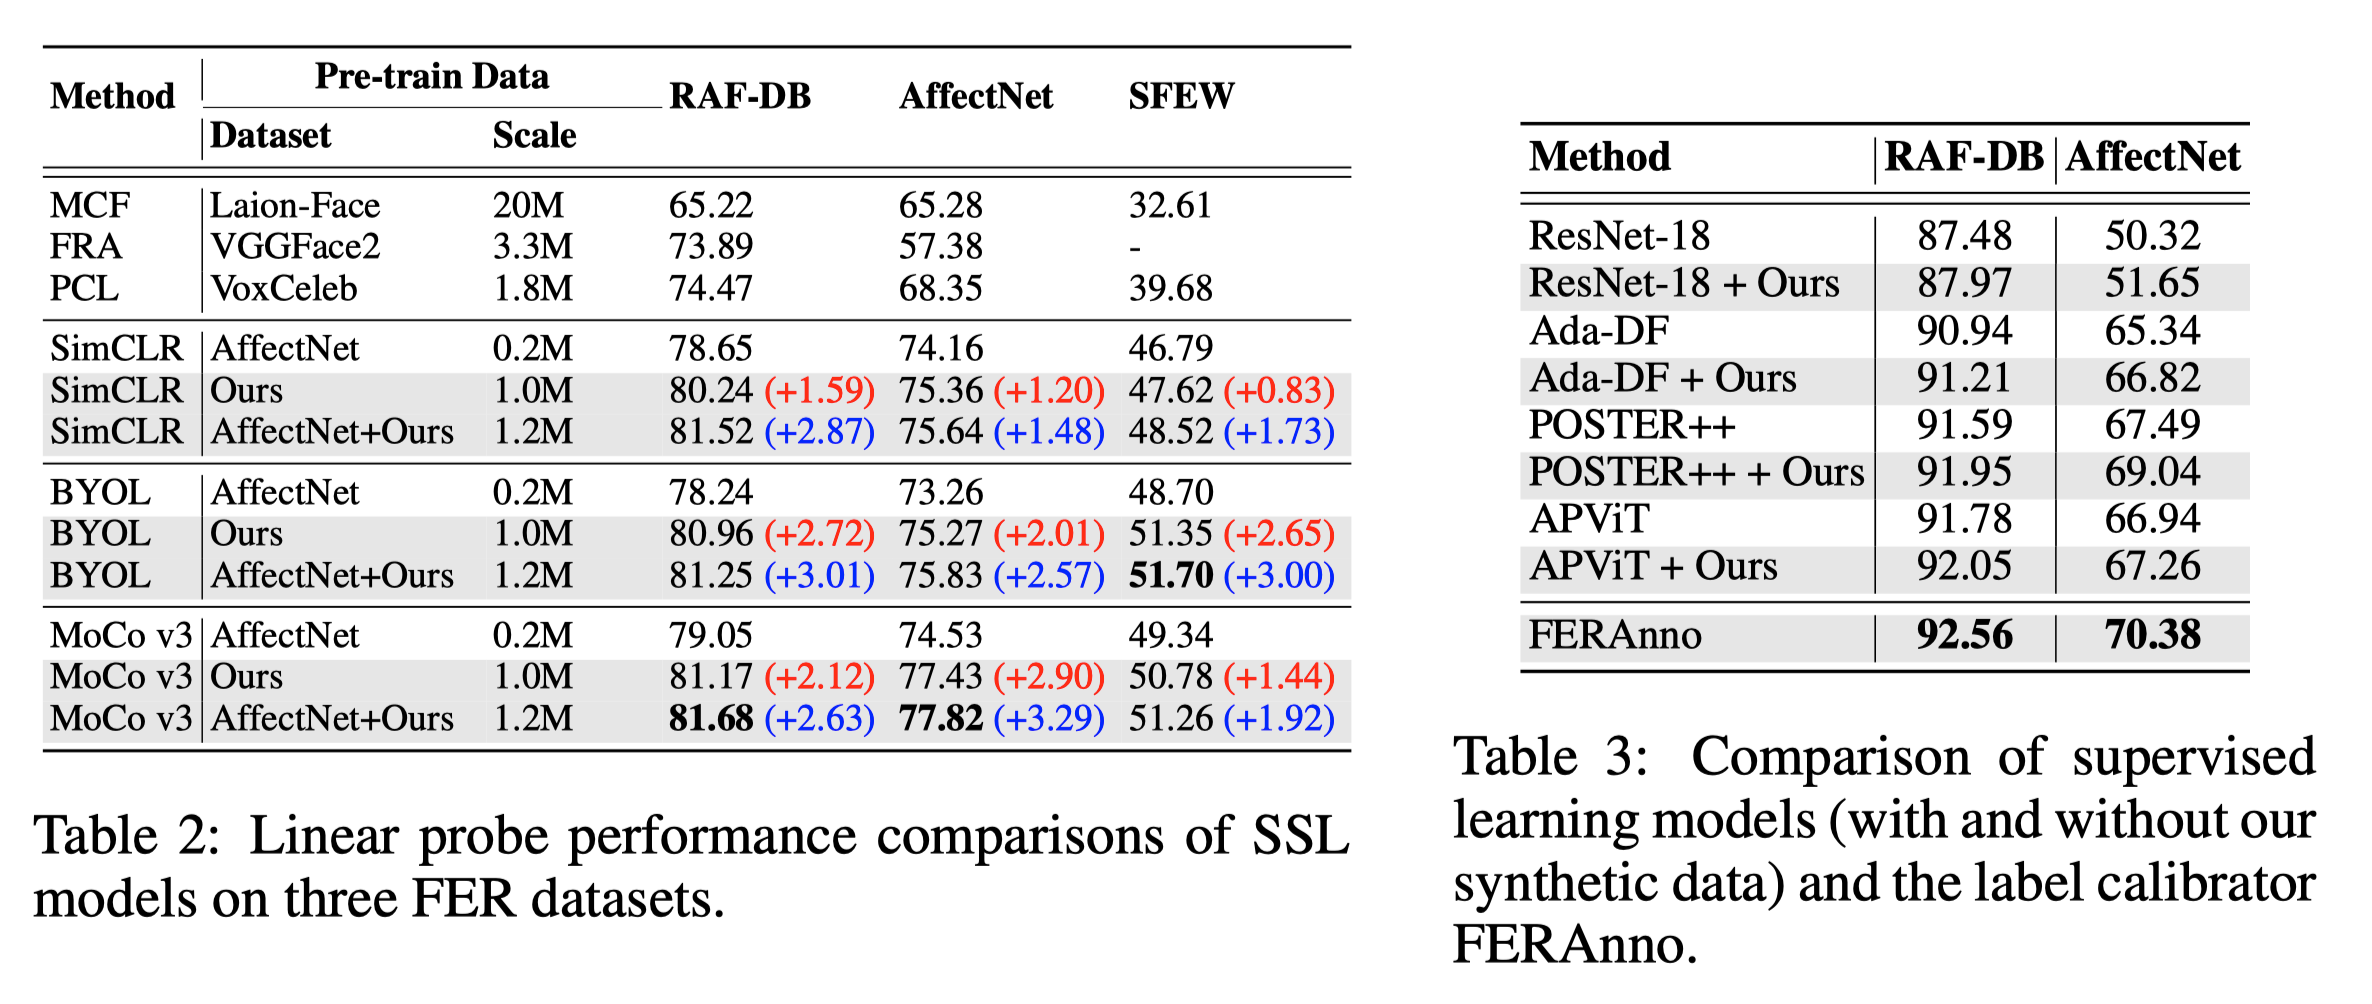 Method Pre-train Data RAF-DB AffectNet SFEW
Dataset Scale
MCF Laion-Face 20M 65.22 65.28 32.61
FRA VGGFace2 3.3M 73.89 57.38 -
PCL VoxCeleb 1.8M 74.47 68.35 39.68
SimCLR AffectNet 0.2M 78.65 74.16 46.79
SimCLR Ours 1.0M 80.24 (+1.59) 75.36 (+1.20) 47.62 (+0.83)
SimCLR AffectNet+Ours 1.2M 81.52 (+2.87) 75.64 (+1.48) 48.52 (+1.73)
BYOL AffectNet 0.2M 78.24 73.26 48.70
BYOL Ours 1.0M 80.96 (+2.72) 75.27 (+2.01) 51.35 (+2.65)
BYOL AffectNet+Ours 1.2M 81.25 (+3.01) 75.83 (+2.57) 51.70 (+3.00)
MoCo v3 AffectNet 0.2M 79.05 74.53 49.34
MoCo v3 Ours 1.0M 81.17 (+2.12) 77.43 (+2.90) 50.78 (+1.44)
MoCo v3 AffectNet+Ours 1.2M 81.68 (+2.63) 77.82 (+3.29) 51.26 (+1.92)
Table 2: Linear probe performance comparisons of SSL
models on three FER datasets.
Method RAF-DB AffectNet
ResNet-18 87.48 50.32
ResNet-18 + Ours 87.97 51.65
Ada-DF 90.94 65.34
Ada-DF + Ours 91.21 66.82
POSTER++ 91.59 67.49
POSTER++ + Ours 91.95 69.04
APViT 91.78 66.94
APViT + Ours 92.05 67.26
FERAnno 92.56 70.38
Table 3: Comparison of supervised
learning models (with and without our
synthetic data) and the label calibrator
FERAnno.